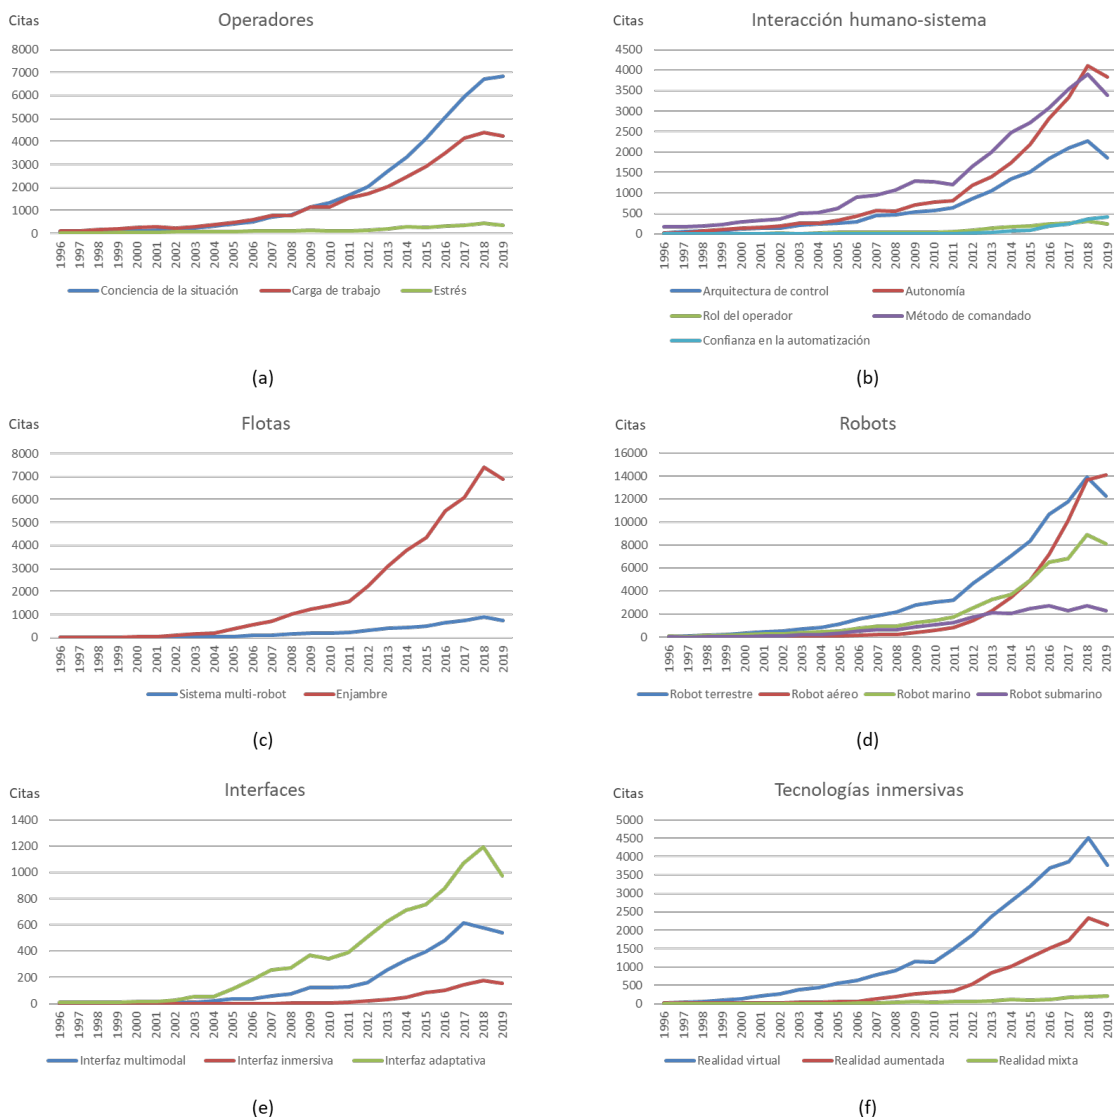 Citas
Operadores
8000
7000
6000
5000
4000
3000
2000
1000
0
1996 1997 1998 1999 2000 2001 2002 2003 2004 2005 2006 2007 2008 2009 2010 2011 2012 2013 2014 2015 2016 2017 2018 2019
Conciencia de la situación Carga de trabajo Estrés
(a)
Citas
Interacción humano-sistema
4500
4000
3500
3000
2500
2000
1500
1000
500
0
1996 1997 1998 1999 2000 2001 2002 2003 2004 2005 2006 2007 2008 2009 2010 2011 2012 2013 2014 2015 2016 2017 2018 2019
Arquitectura de control Autonomía
Rol del operador Método de comandado
Confianza en la automatización
(b)
Citas
Flotas
8000
7000
6000
5000
4000
3000
2000
1000
0
1996 1997 1998 1999 2000 2001 2002 2003 2004 2005 2006 2007 2008 2009 2010 2011 2012 2013 2014 2015 2016 2017 2018 2019
Sistema multi-robot Enjambre
(c)
Citas
Robots
16000
14000
12000
10000
8000
6000
4000
2000
0
1996 1997 1998 1999 2000 2001 2002 2003 2004 2005 2006 2007 2008 2009 2010 2011 2012 2013 2014 2015 2016 2017 2018 2019
Robot terrestre Robot aéreo Robot marino Robot submarino
(d)
Citas
Interfaces
1400
1200
1000
800
600
400
200
0
1996 1997 1998 1999 2000 2001 2002 2003 2004 2005 2006 2007 2008 2009 2010 2011 2012 2013 2014 2015 2016 2017 2018 2019
Interfaz multimodal Interfaz inmersiva Interfaz adaptativa
(e)
Citas
Tecnologías inmersivas
5000
4500
4000
3500
3000
2500
2000
1500
1000
500
0
1996 1997 1998 1999 2000 2001 2002 2003 2004 2005 2006 2007 2008 2009 2010 2011 2012 2013 2014 2015 2016 2017 2018 2019
Realidad virtual Realidad aumentada Realidad mixta
(f)